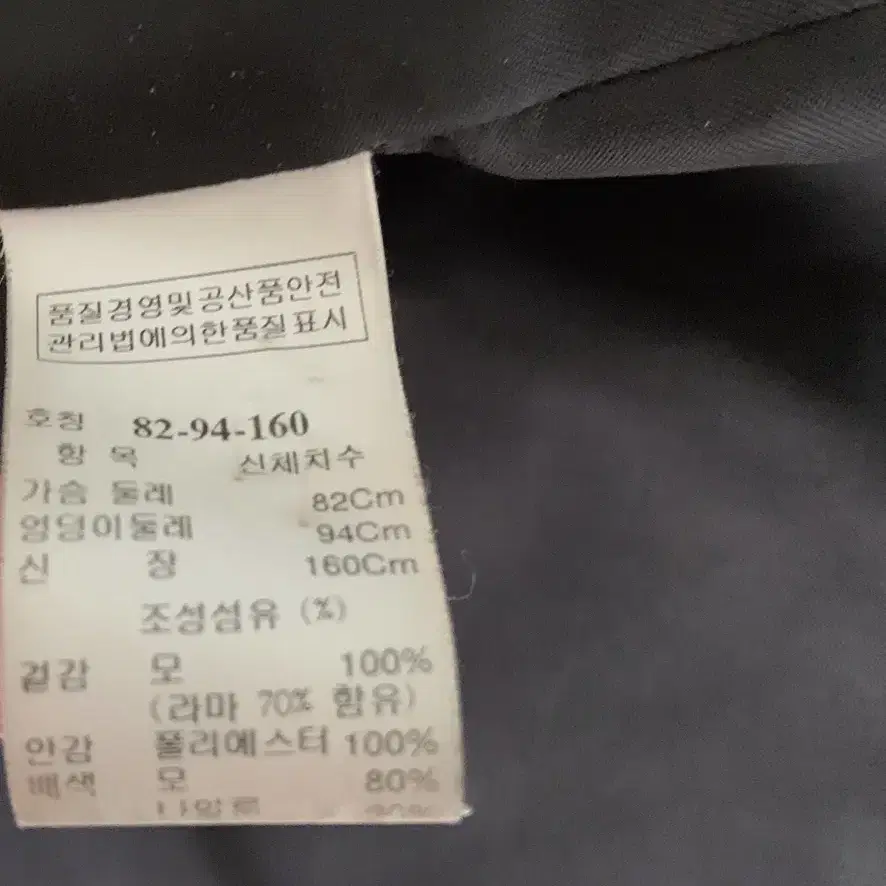 품질경영및공산품안전
관리법에의한품질표시
호칭 82-94-160
항 목 신체치수
가슴 둘레 82Cm
엉덩이둘레 94Cm
신 장 160Cm
조성섬유 (%)
겉감 모 100%
(라마 70% 함유)
안감 폴리에스터 100%
배색 모 80%